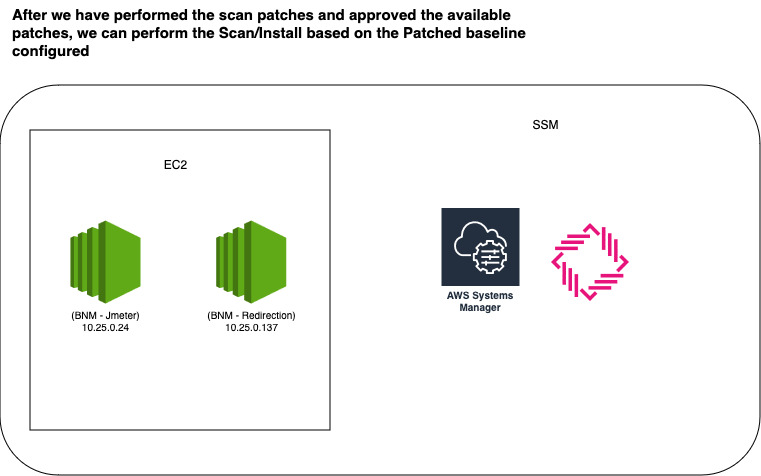 After we have performed the scan patches and approved the available
patches, we can perform the Scan/Install based on the Patched baseline
configured
SSM
EC2
AWS Systems
Manager
(BNM - Jmeter)
10.25.0.24
(BNM - Redirection)
10.25.0.137